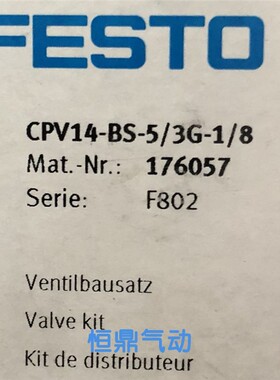 FESTO
CPV14-BS-5/3G-1/8
Mat.-Nr.: 176057
Serie: F802
Ventilbausatz
Valve kit
恒鼎气动
Kit de distributeur